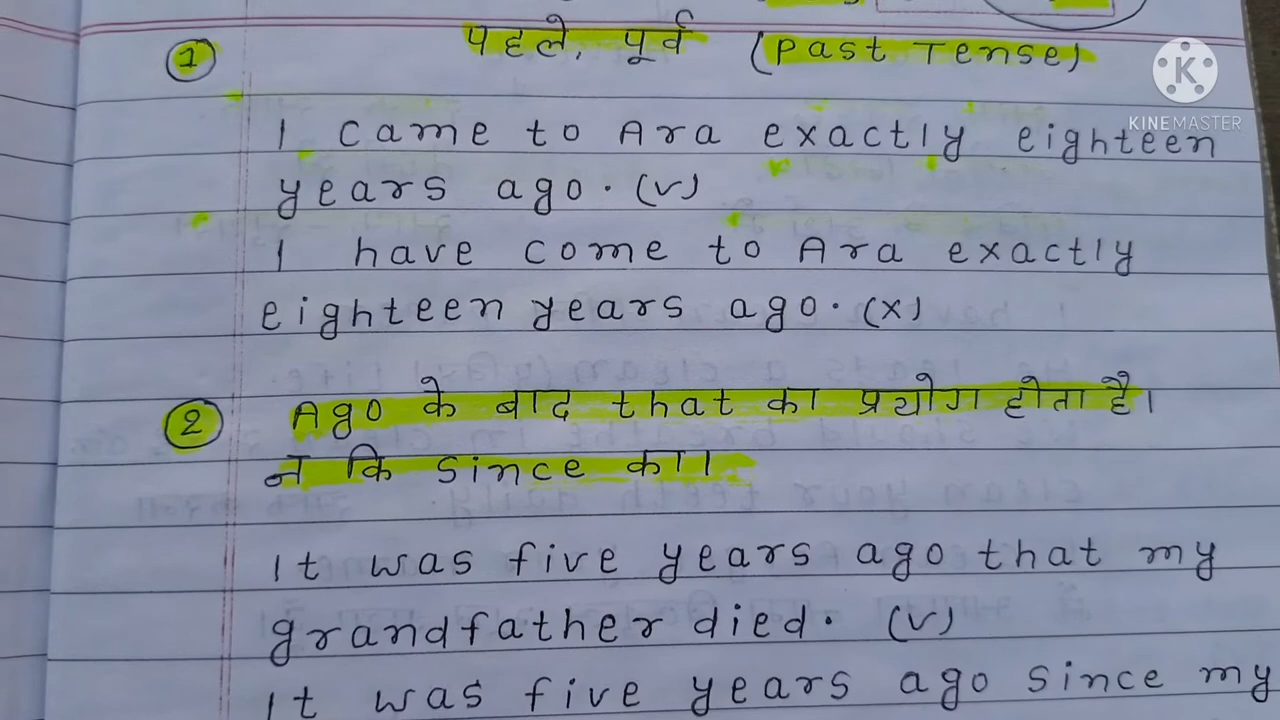 ① पहले, पूर्व (Past Tense)
K
KINEMASTER
I came to Ara exactly eighteen
years ago. (v)
I have come to Ara exactly
eighteen years ago. (x)
② Ago के बाद that का प्रयोग होता है।
न कि since का।
It was five years ago that my
grandfather died. (v)
It was five years ago since my